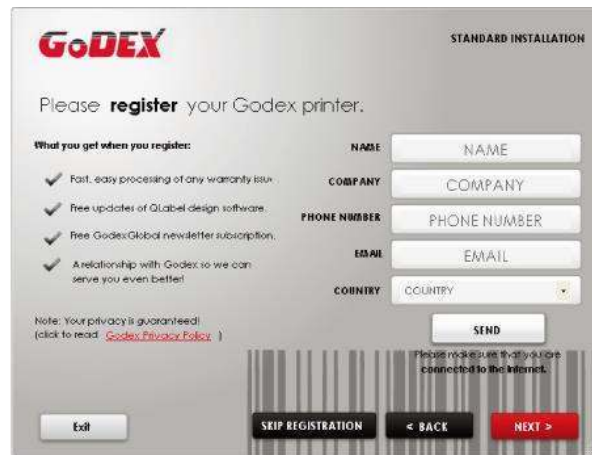 GoDEX
STANDARD INSTALLATION
Please register your Godex printer.
What you get when you register:
Fast, easy processing of any warranty issu
Free updates of QLabel design software.
Free GodexGlobal newsletter subscription.
A relationship with Godex so we can
serve you even better!
NAME NAME
COMPANY COMPANY
PHONE NUMBER PHONE NUMBER
EMAIL EMAIL
COUNTRY COUNTRY
Note: Your privacy is guaranteed!
(click to read Godex Privacy Policy )
SEND
Please make sure that you are
connected to the Internet.
Exit
SKIP REGISTRATION
< BACK
NEXT >